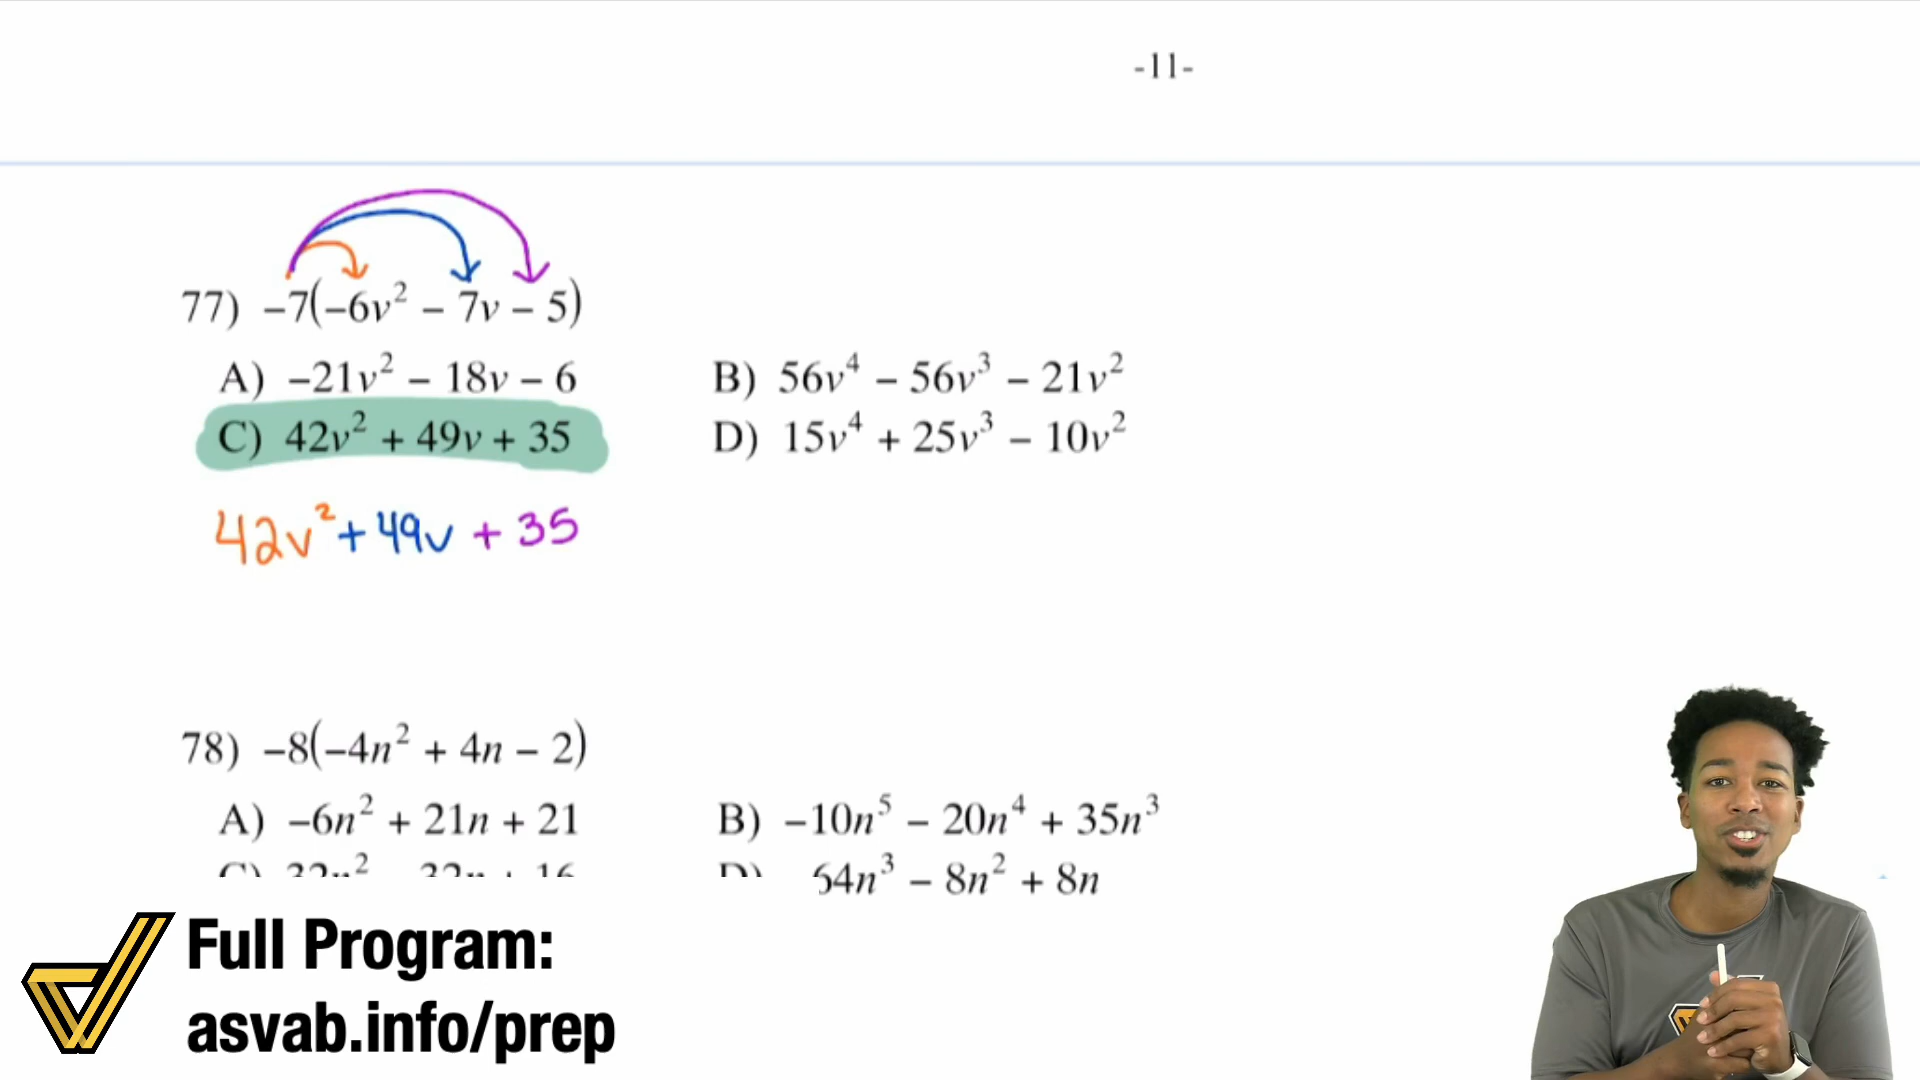 -11-
77) −7(−6v² − 7v − 5)
A) −21v² − 18v − 6
B) 56v⁴ − 56v³ − 21v²
C) 42v² + 49v + 35
D) 15v⁴ + 25v³ − 10v²
42v² + 49v + 35
78) −8(−4n² + 4n − 2)
A) −6n² + 21n + 21
B) −10n⁵ − 20n⁴ + 35n³
64n³ − 8n² + 8n
Full Program:
asvab.info/prep